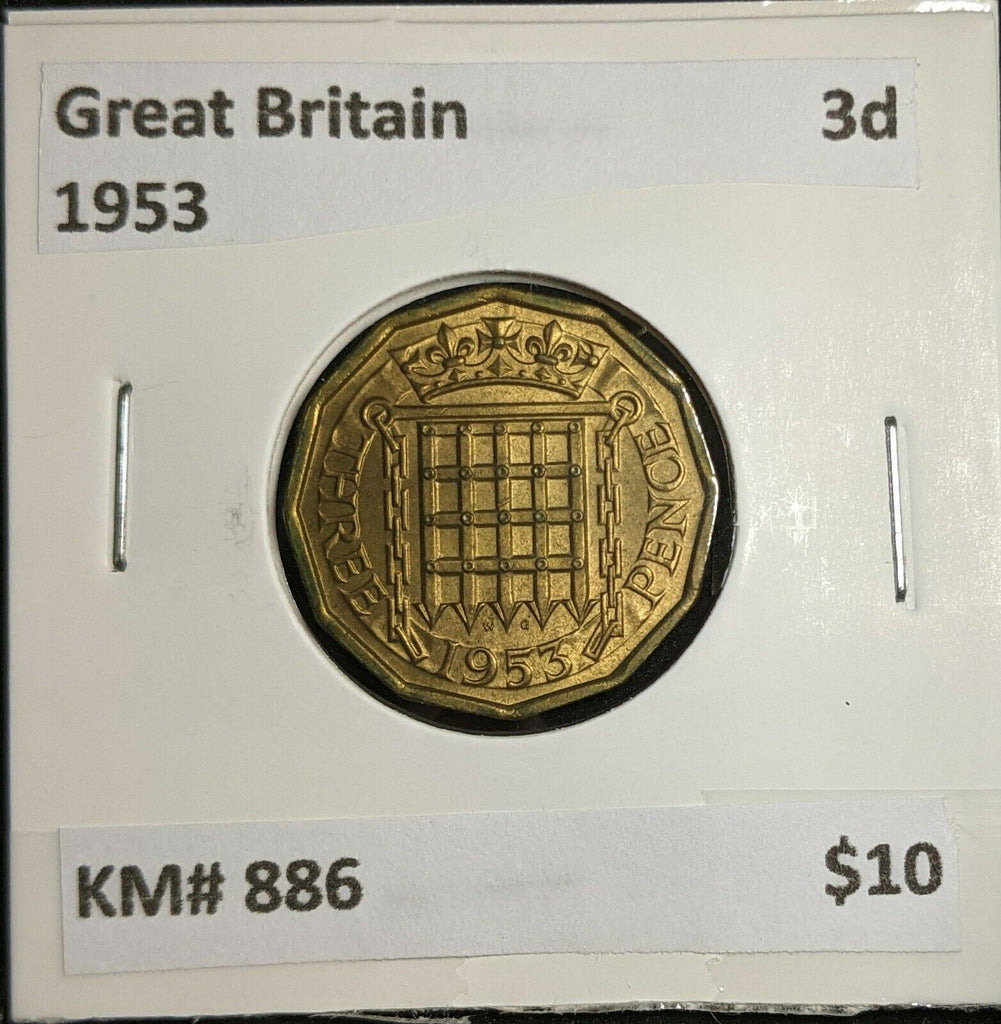 Great Britain 3d
1953
THREE PENCE
W G
1953
KM# 886 $10